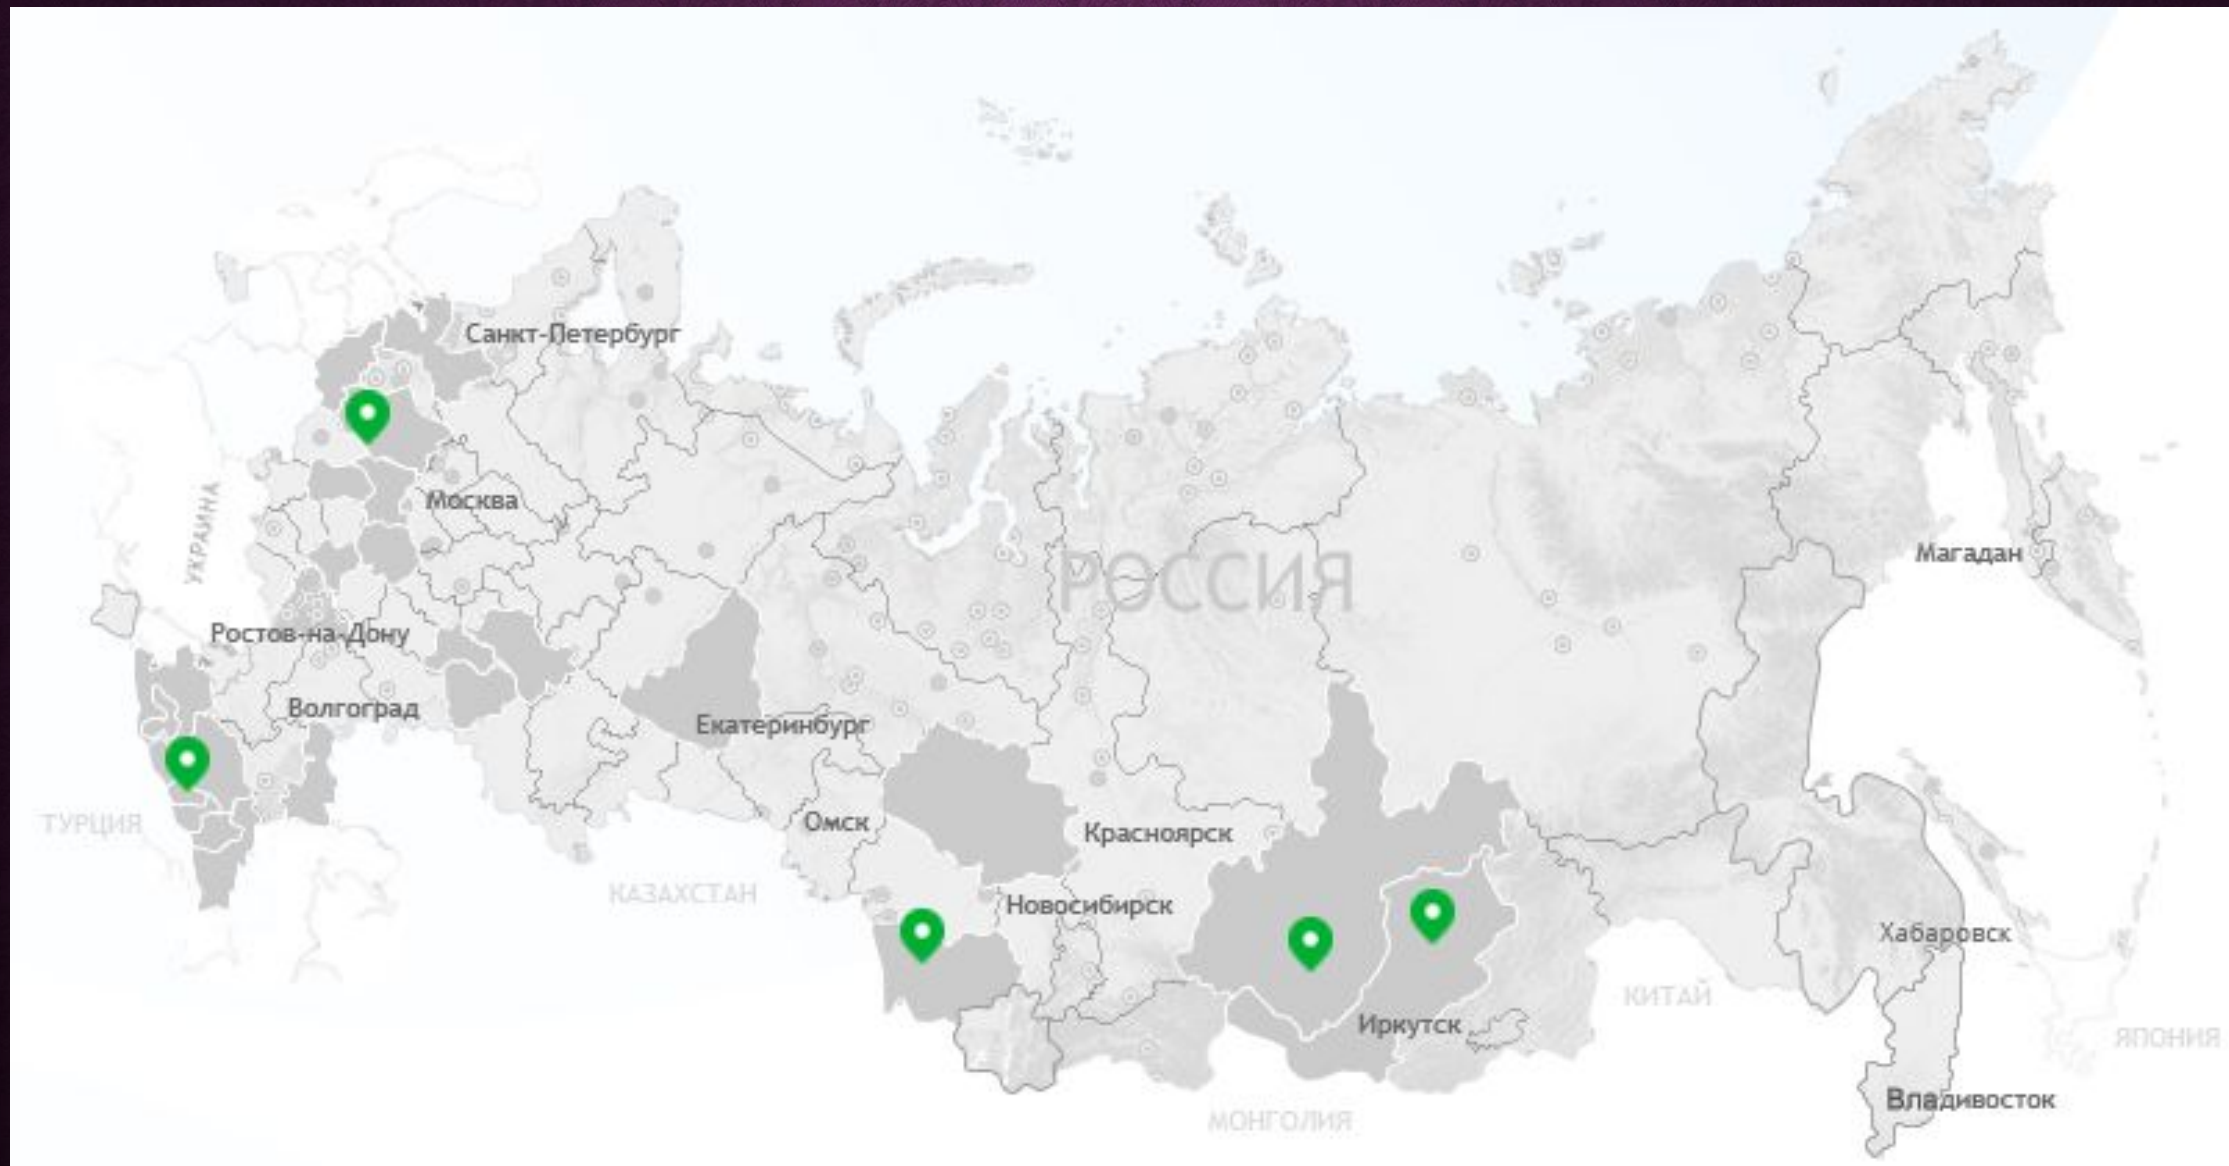 Санкт-Петербург
Москва
УКРАИНА
РОССИЯ
Магадан
Ростов-на-Дону
Волгоград
Екатеринбург
ТУРЦИЯ
Омск
Красноярск
КАЗАХСТАН
Новосибирск
Хабаровск
КИТАЙ
Иркутск
ЯПОНИЯ
Владивосток
МОНГОЛИЯ